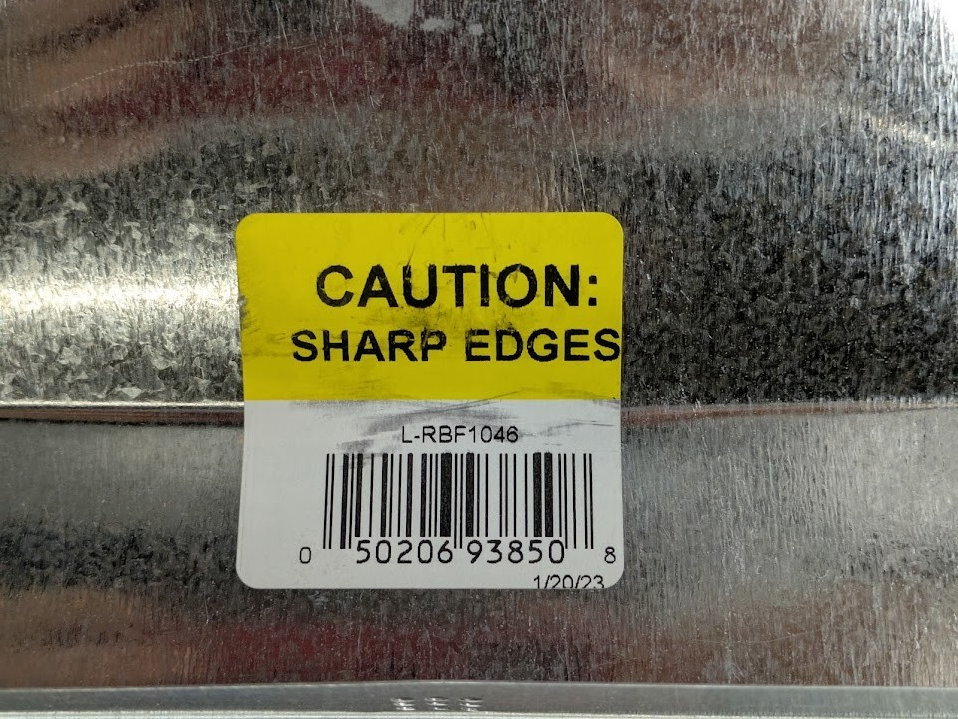 CAUTION:
SHARP EDGES
L-RBF1046
0 50206 93850 8
1/20/23